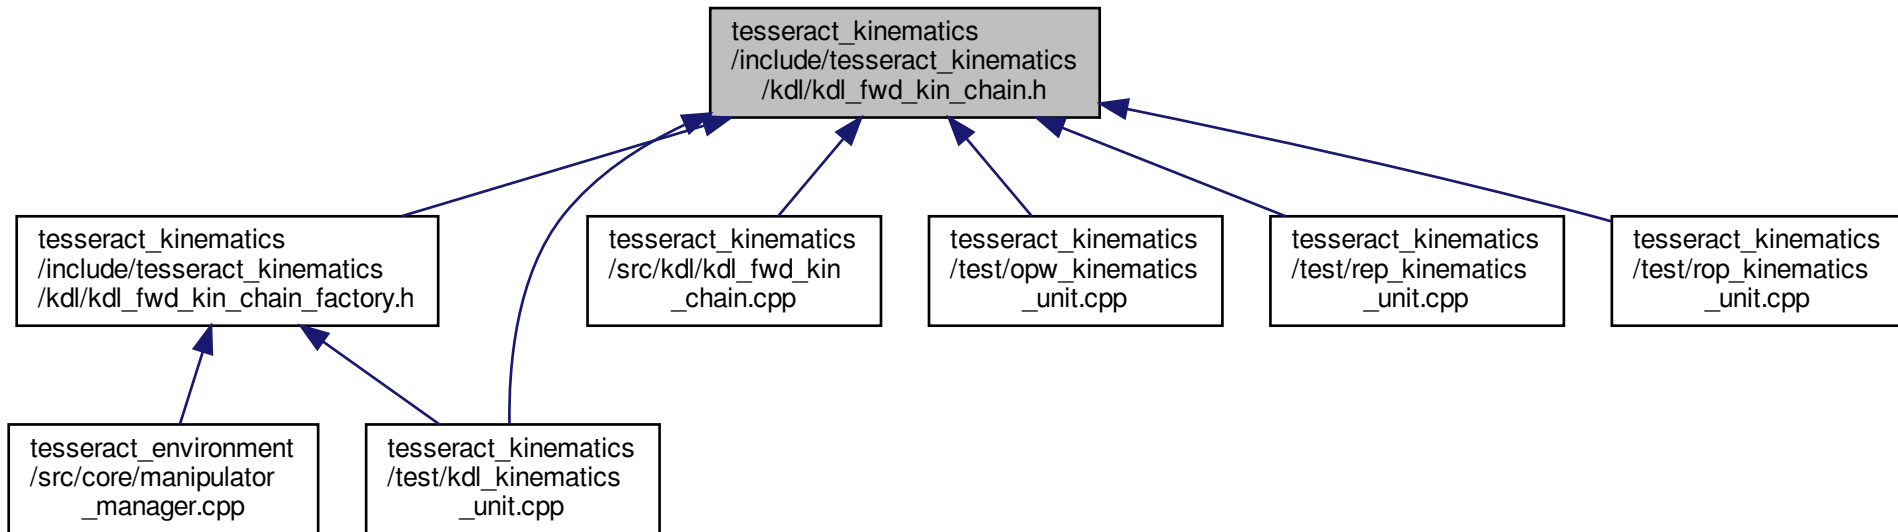 tesseract_kinematics
/include/tesseract_kinematics
/kdl/kdl_fwd_kin_chain.h
tesseract_kinematics
/include/tesseract_kinematics
/kdl/kdl_fwd_kin_chain_factory.h
tesseract_kinematics
/src/kdl/kdl_fwd_kin
_chain.cpp
tesseract_kinematics
/test/opw_kinematics
_unit.cpp
tesseract_kinematics
/test/rep_kinematics
_unit.cpp
tesseract_kinematics
/test/rop_kinematics
_unit.cpp
tesseract_environment
/src/core/manipulator
_manager.cpp
tesseract_kinematics
/test/kdl_kinematics
_unit.cpp